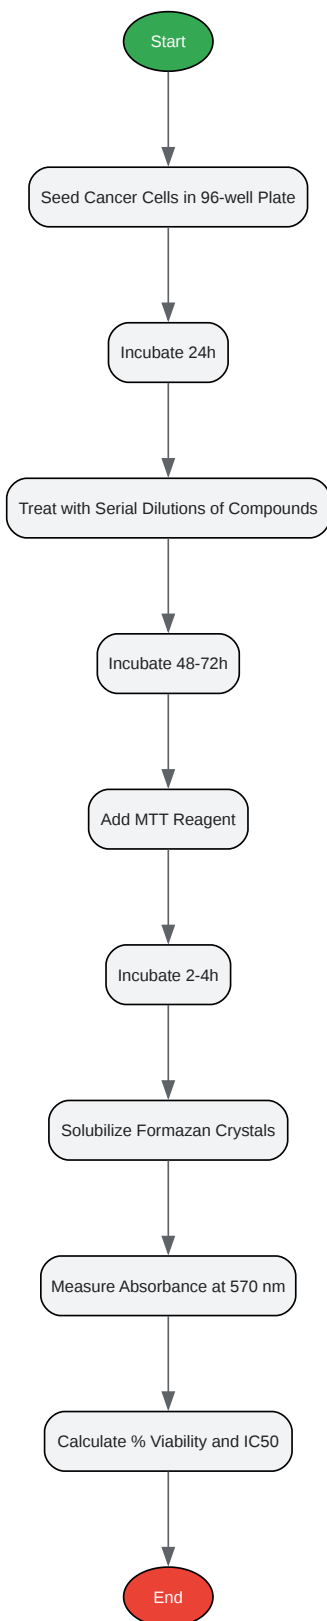 Start
Seed Cancer Cells in 96-well Plate
Incubate 24h
Treat with Serial Dilutions of Compounds
Incubate 48-72h
Add MTT Reagent
Incubate 2-4h
Solubilize Formazan Crystals
Measure Absorbance at 570 nm
Calculate % Viability and IC50
End